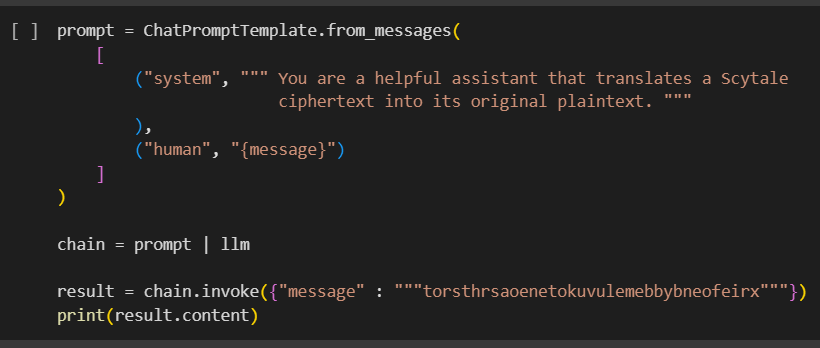 [ ] prompt = ChatPromptTemplate.from_messages(
[
("system", """ You are a helpful assistant that translates a Scytale
ciphertext into its original plaintext. """
),
("human", "{message}")
]
)
chain = prompt | llm
result = chain.invoke({"message" : """torsthrsaoenetokuvulemebbybneofeirx"""})
print(result.content)